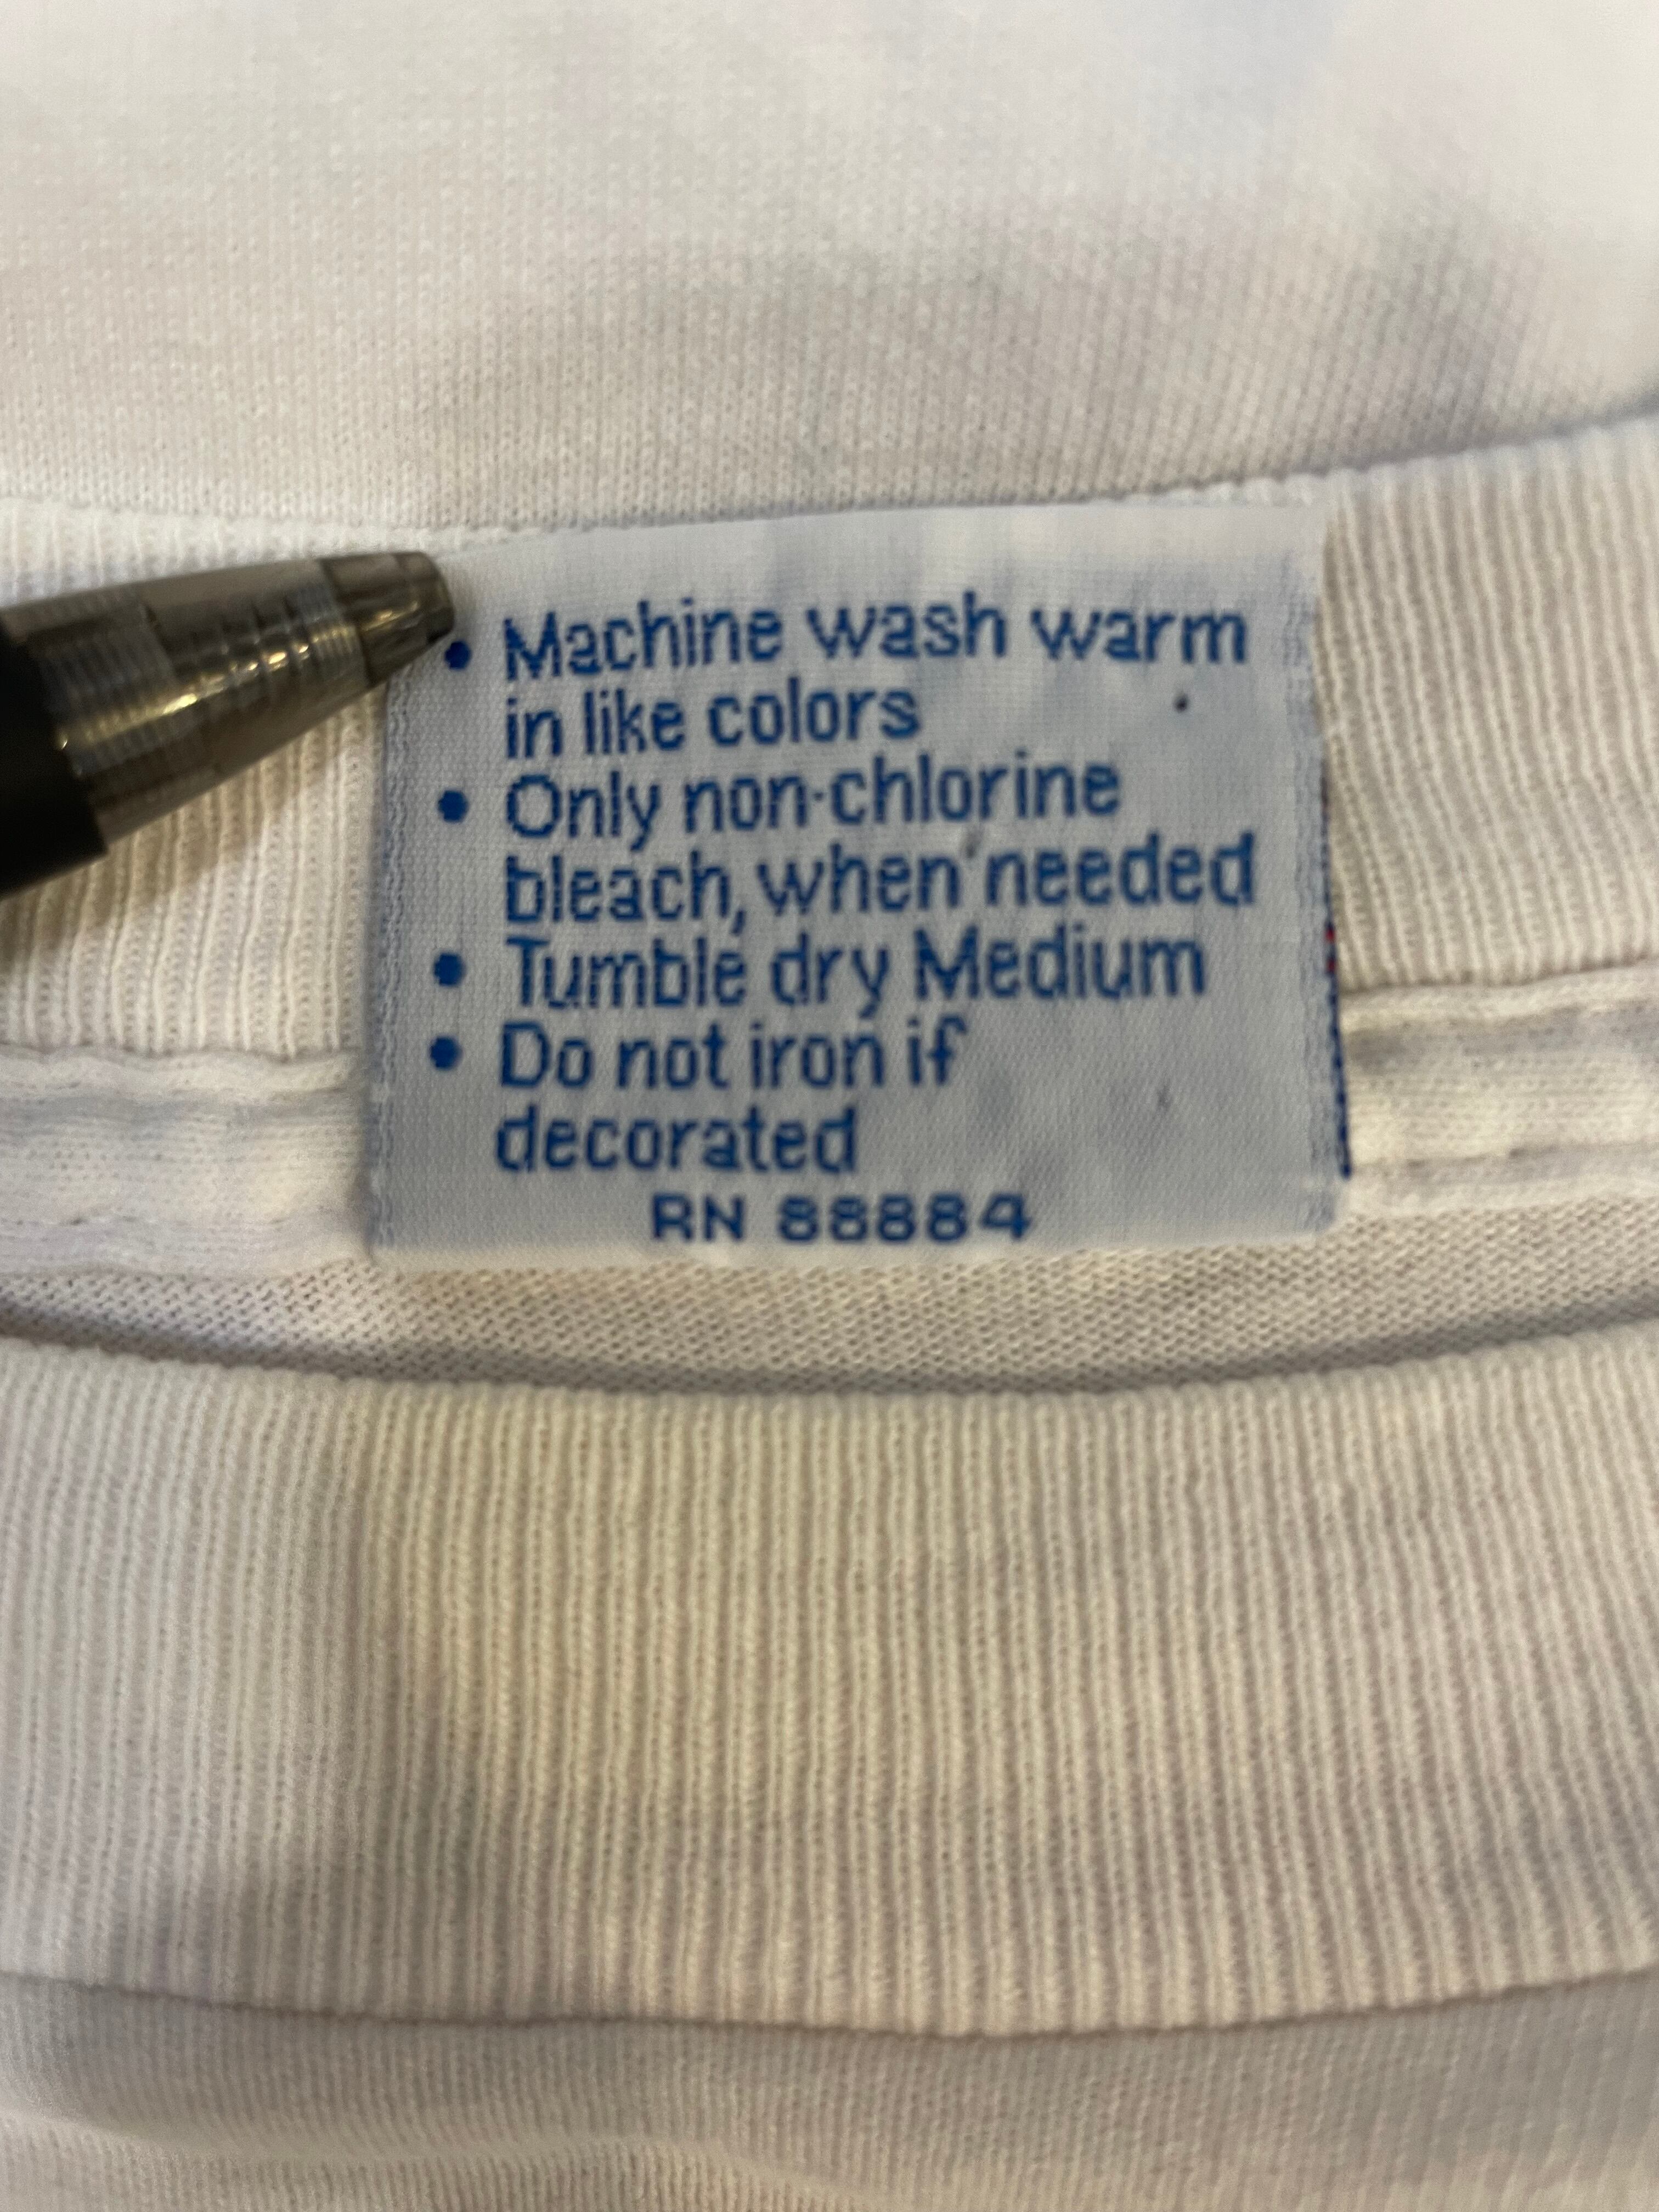 • Machine wash warm
in like colors
• Only non-chlorine
bleach, when needed
• Tumble dry Medium
• Do not iron if
decorated
RN 88884